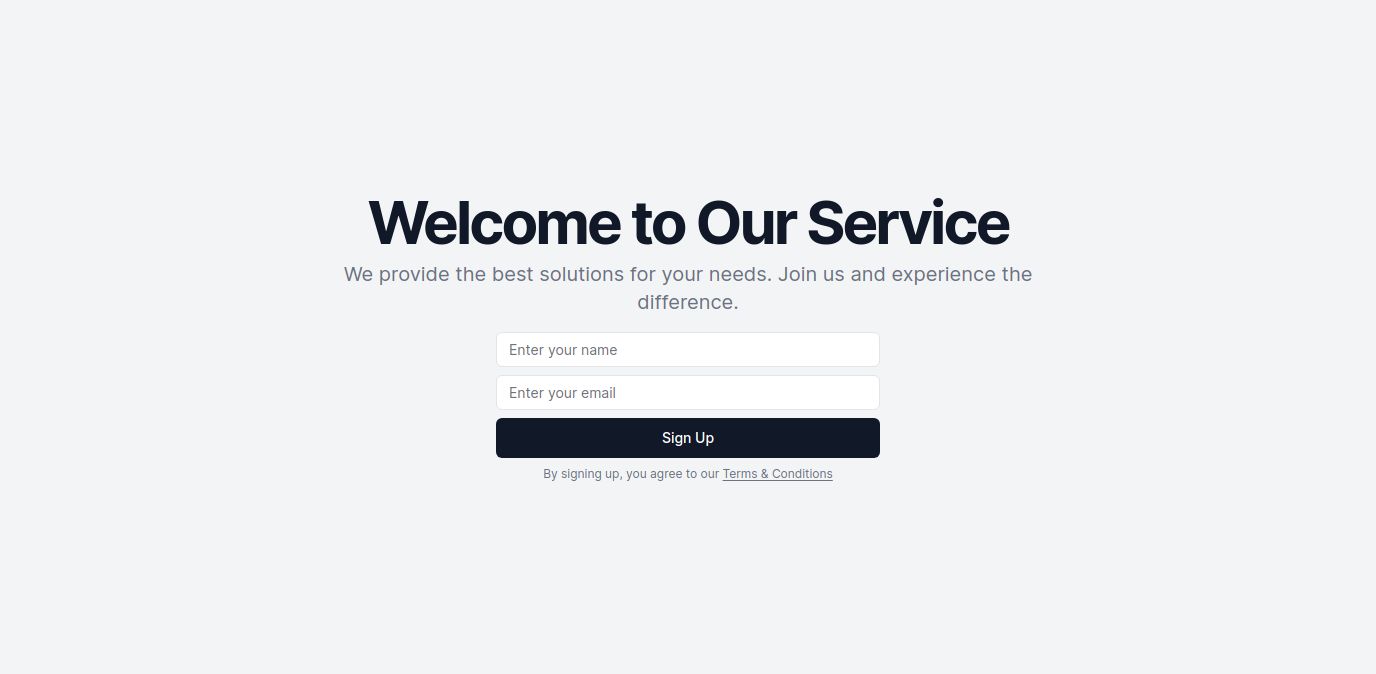 Welcome to Our Service
We provide the best solutions for your needs. Join us and experience the
difference.
Enter your name
Enter your email
Sign Up
By signing up, you agree to our Terms & Conditions